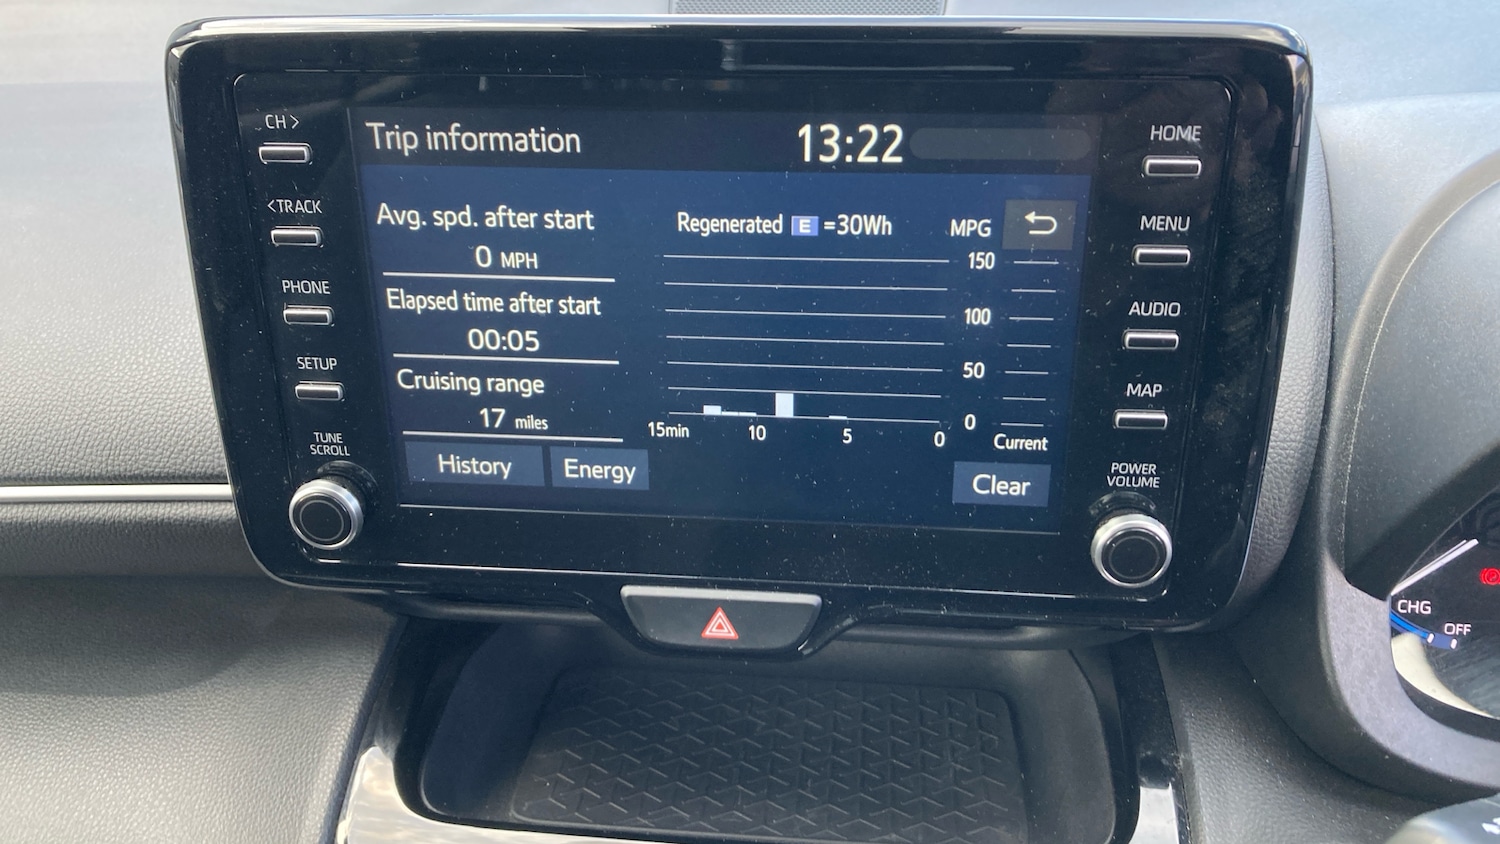 CH >
<TRACK
PHONE
SETUP
TUNE
SCROLL
Trip information
13:22
Avg. spd. after start
0 MPH
Elapsed time after start
00:05
Cruising range
17 miles
History
Energy
Regenerated E =30Wh
MPG
150
100
50
0
15min 10 5 0
Current
Clear
HOME
MENU
AUDIO
MAP
POWER
VOLUME
CHG
OFF